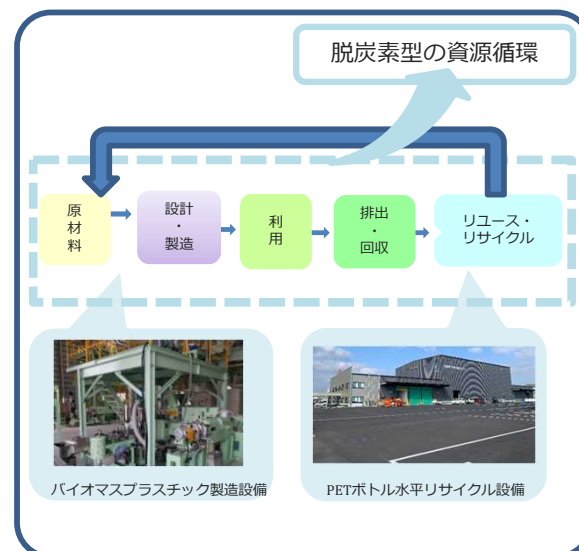 脱炭素型の資源循環
原
材
料
設計
・
製造
利
用
排出
・
回収
リユース・
リサイクル
バイオマスプラスチック製造設備
PETボトル水平リサイクル設備